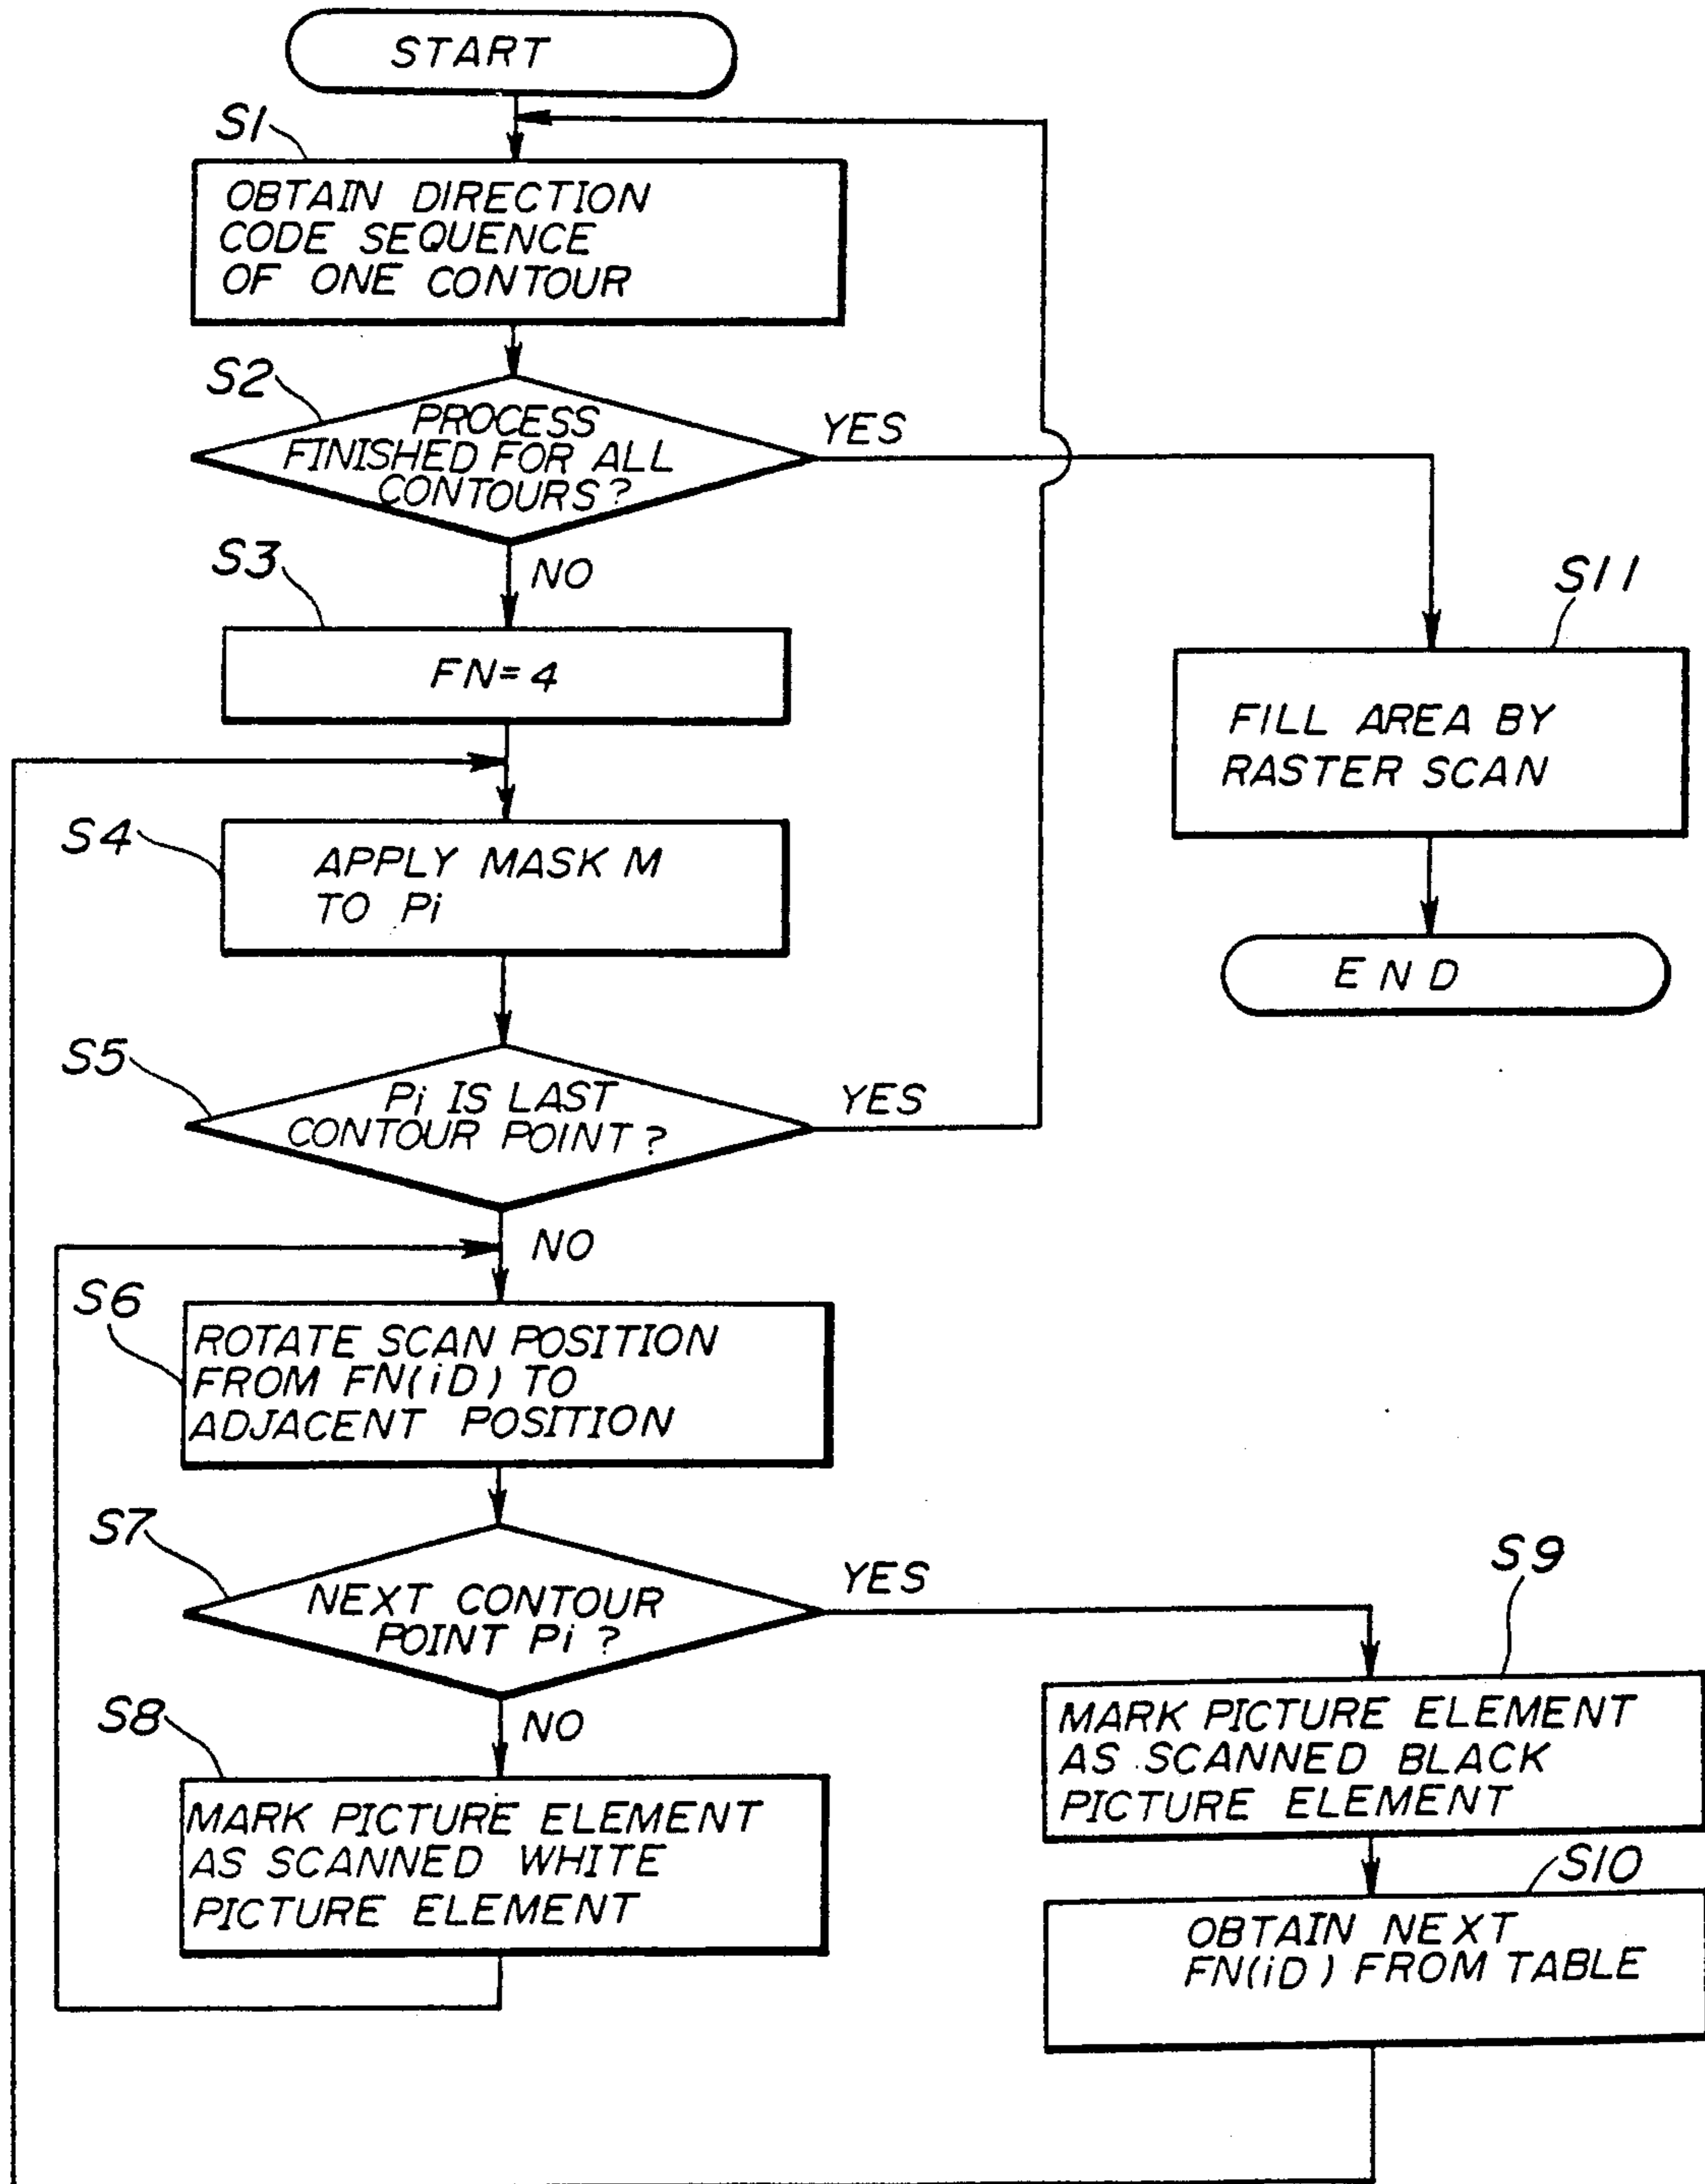 START
S1
OBTAIN DIRECTION
CODE SEQUENCE
OF ONE CONTOUR
S2
PROCESS
FINISHED FOR ALL
CONTOURS?
YES
NO
S3
FN=4
S11
FILL AREA BY
RASTER SCAN
END
S4
APPLY MASK M
TO Pi
S5
Pi IS LAST
CONTOUR POINT?
YES
NO
S6
ROTATE SCAN POSITION
FROM FN(iD) TO
ADJACENT POSITION
S7
NEXT CONTOUR
POINT Pi?
YES
NO
S8
MARK PICTURE ELEMENT
AS SCANNED WHITE
PICTURE ELEMENT
S9
MARK PICTURE ELEMENT
AS SCANNED BLACK
PICTURE ELEMENT
S10
OBTAIN NEXT
FN(iD) FROM TABLE